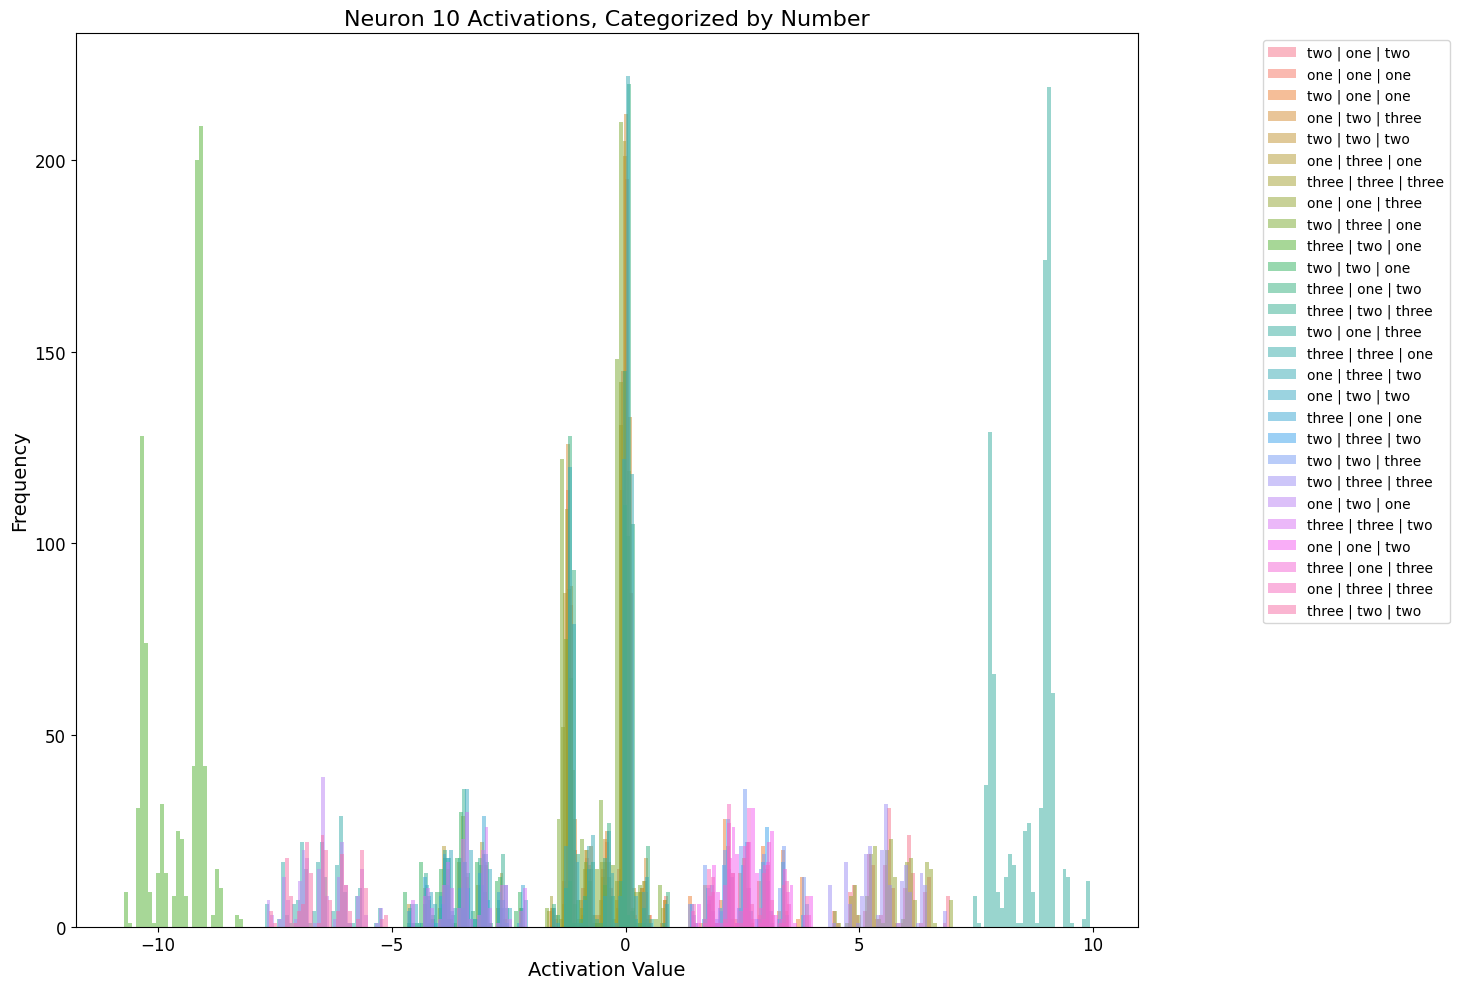 Neuron 10 Activations, Categorized by Number
Frequency
200
150
100
50
0
−10
−5
0
5
10
Activation Value
two | one | two
one | one | one
two | one | one
one | two | three
two | two | two
one | three | one
three | three | three
one | one | three
two | three | one
three | two | one
two | two | one
three | one | two
three | two | three
two | one | three
three | three | one
one | three | two
one | two | two
three | one | one
two | three | two
two | two | three
two | three | three
one | two | one
three | three | two
one | one | two
three | one | three
one | three | three
three | two | two